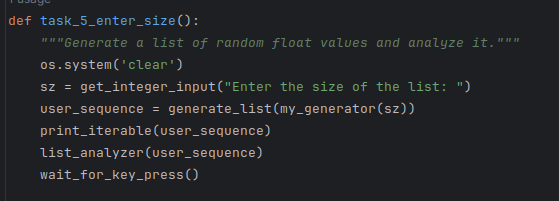 def task_5_enter_size():
    """Generate a list of random float values and analyze it."""
    os.system('clear')
    sz = get_integer_input("Enter the size of the list: ")
    user_sequence = generate_list(my_generator(sz))
    print_iterable(user_sequence)
    list_analyzer(user_sequence)
    wait_for_key_press()